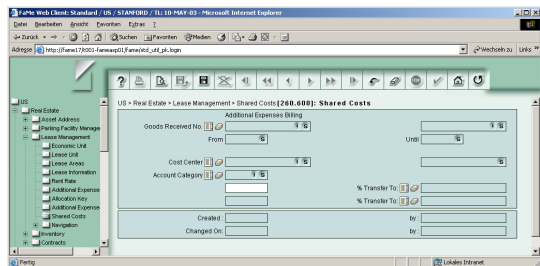 FaMe Web Client: Standard / US / STANFORD / TL: 10-MAY-03 - Microsoft Internet Explorer
Datei Bearbeiten Ansicht Favoriten Extras ?
Zurück Suchen Favoriten Medien
Adresse http://fame17/t001-fameasp01/fame/std_util_pk.login Wechseln zu Links
US
Real Estate
Asset Address
Parking Facility Manage
Lease Management
Economic Unit
Lease Unit
Lease Areas
Lease Information
Rent Rate
Additional Expense
Allocation Key
Additional Expense
Shared Costs
Navigation
Inventory
Contracts
US > Real Estate > Lease Management > Shared Costs [260.600]: Shared Costs
Additional Expenses Billing
Goods Received No.
From Until
Cost Center
Account Category
% Transfer To:
% Transfer To:
Created : by :
Changed On: by :
Fertig Lokales Intranet